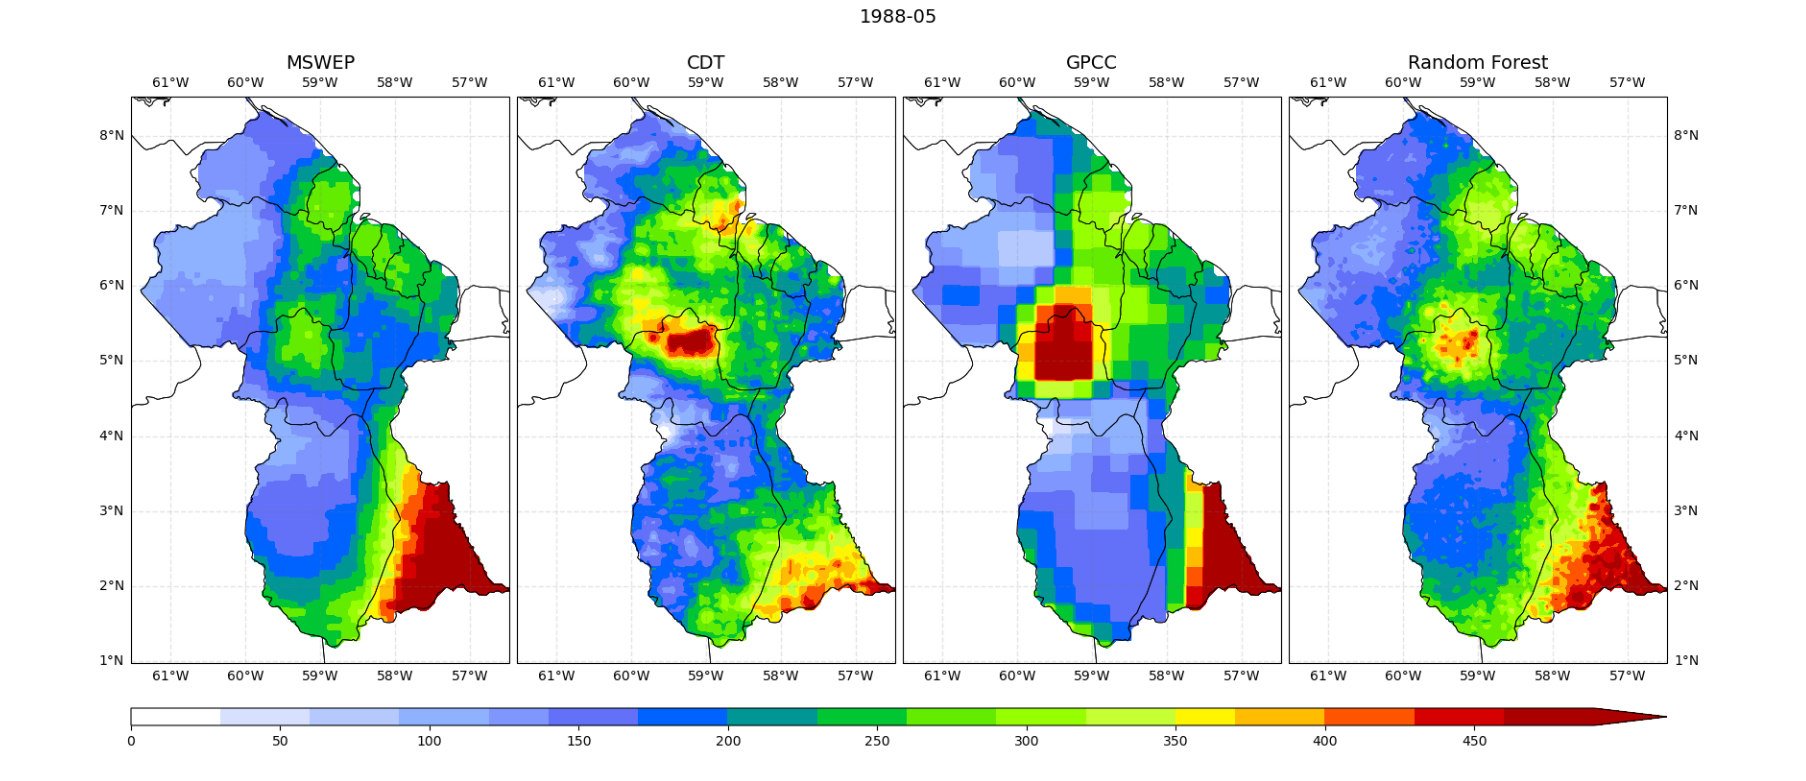 1988-05
MSWEP CDT GPCC Random Forest
61°W 60°W 59°W 58°W 57°W 61°W 60°W 59°W 58°W 57°W 61°W 60°W 59°W 58°W 57°W 61°W 60°W 59°W 58°W 57°W
8°N 8°N
7°N 7°N
6°N 6°N
5°N 5°N
4°N 4°N
3°N 3°N
2°N 2°N
1°N 1°N
61°W 60°W 59°W 58°W 57°W 61°W 60°W 59°W 58°W 57°W 61°W 60°W 59°W 58°W 57°W 61°W 60°W 59°W 58°W 57°W
0 50 100 150 200 250 300 350 400 450